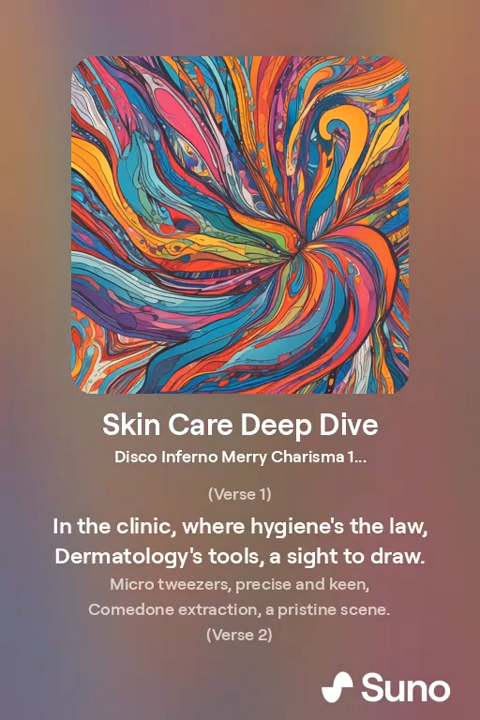 Skin Care Deep Dive
Disco Inferno Merry Charisma 1...
(Verse 1)
In the clinic, where hygiene's the law,
Dermatology's tools, a sight to draw.
Micro tweezers, precise and keen,
Comedone extraction, a pristine scene.
(Verse 2)
Suno